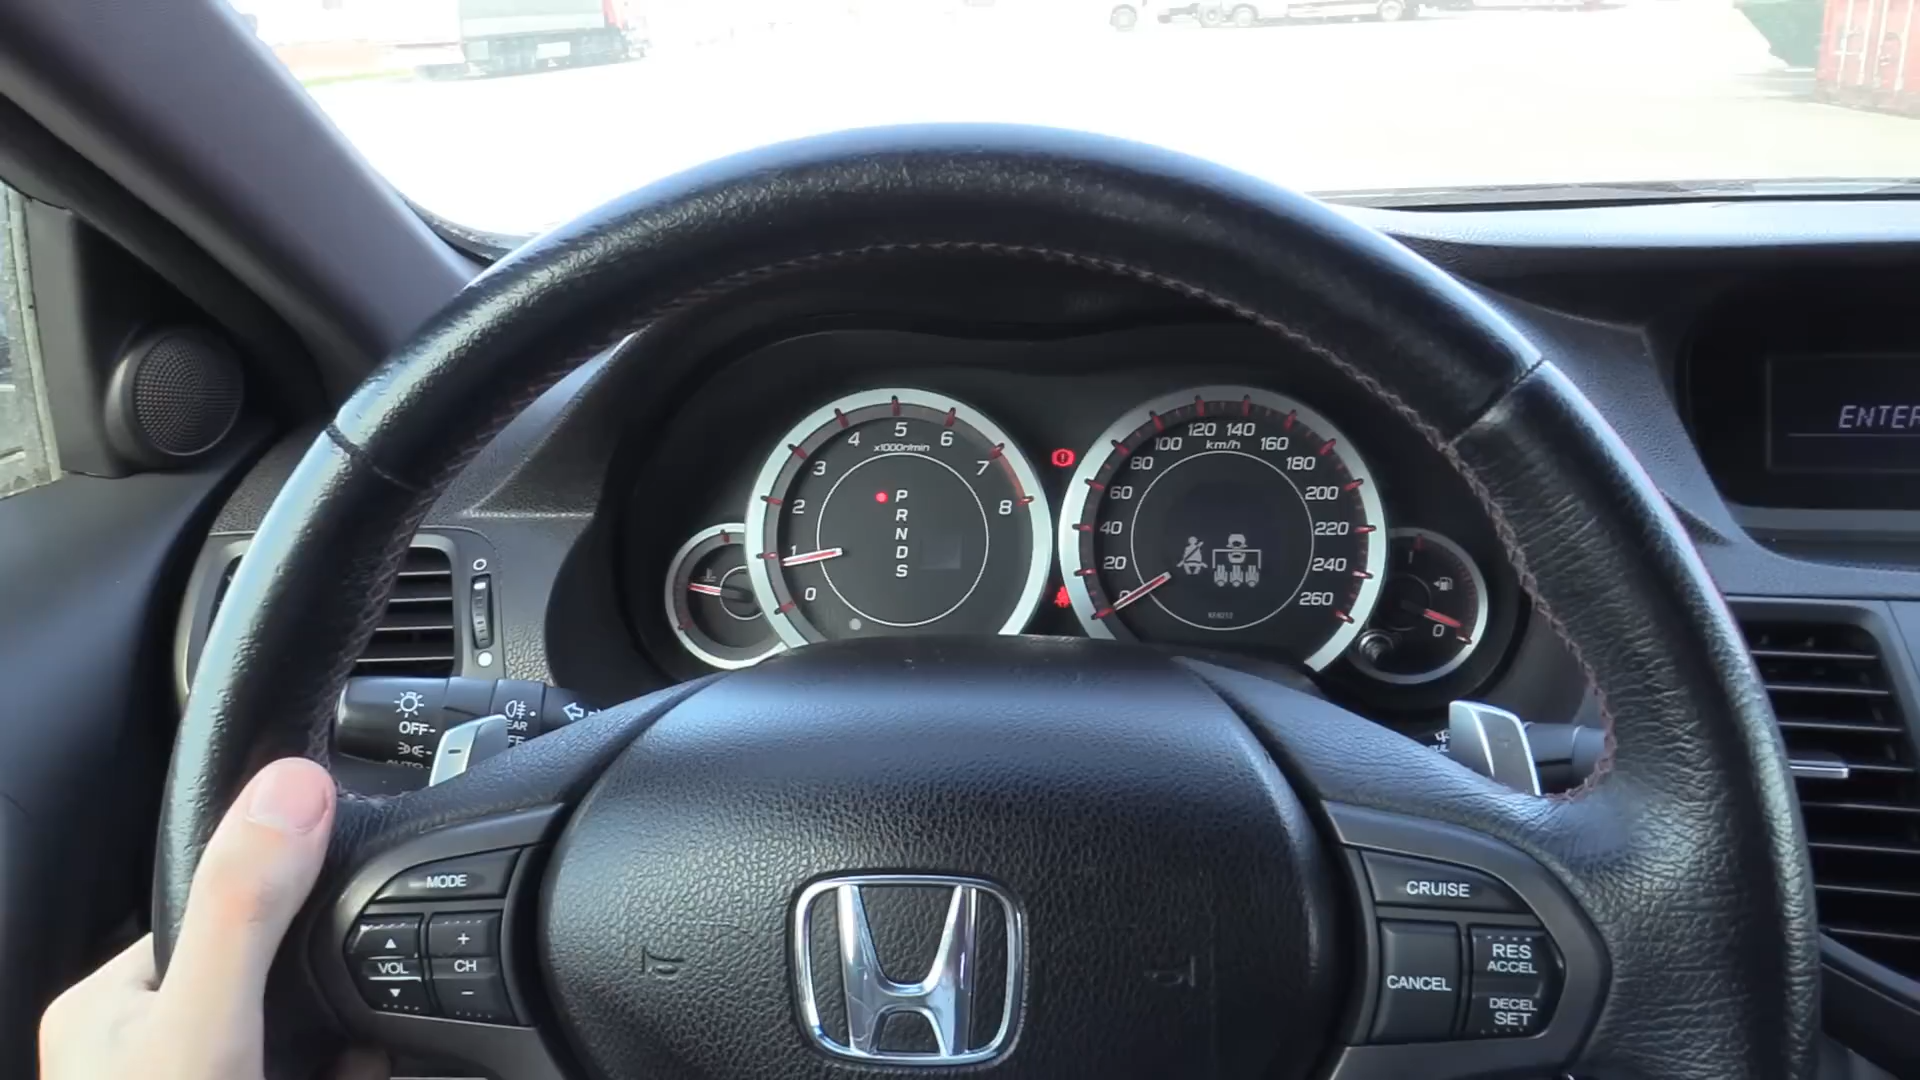 ENTER
4 5 6
x1000r/min
3 7
2 8
1
0
P
R
N
D
S
100 120 140 160
km/h
80 180
60 200
40 220
20 240
0 260
0
OFF
MODE
VOL
+
CH
-
CRUISE
CANCEL
RES
ACCEL
DECEL
SET